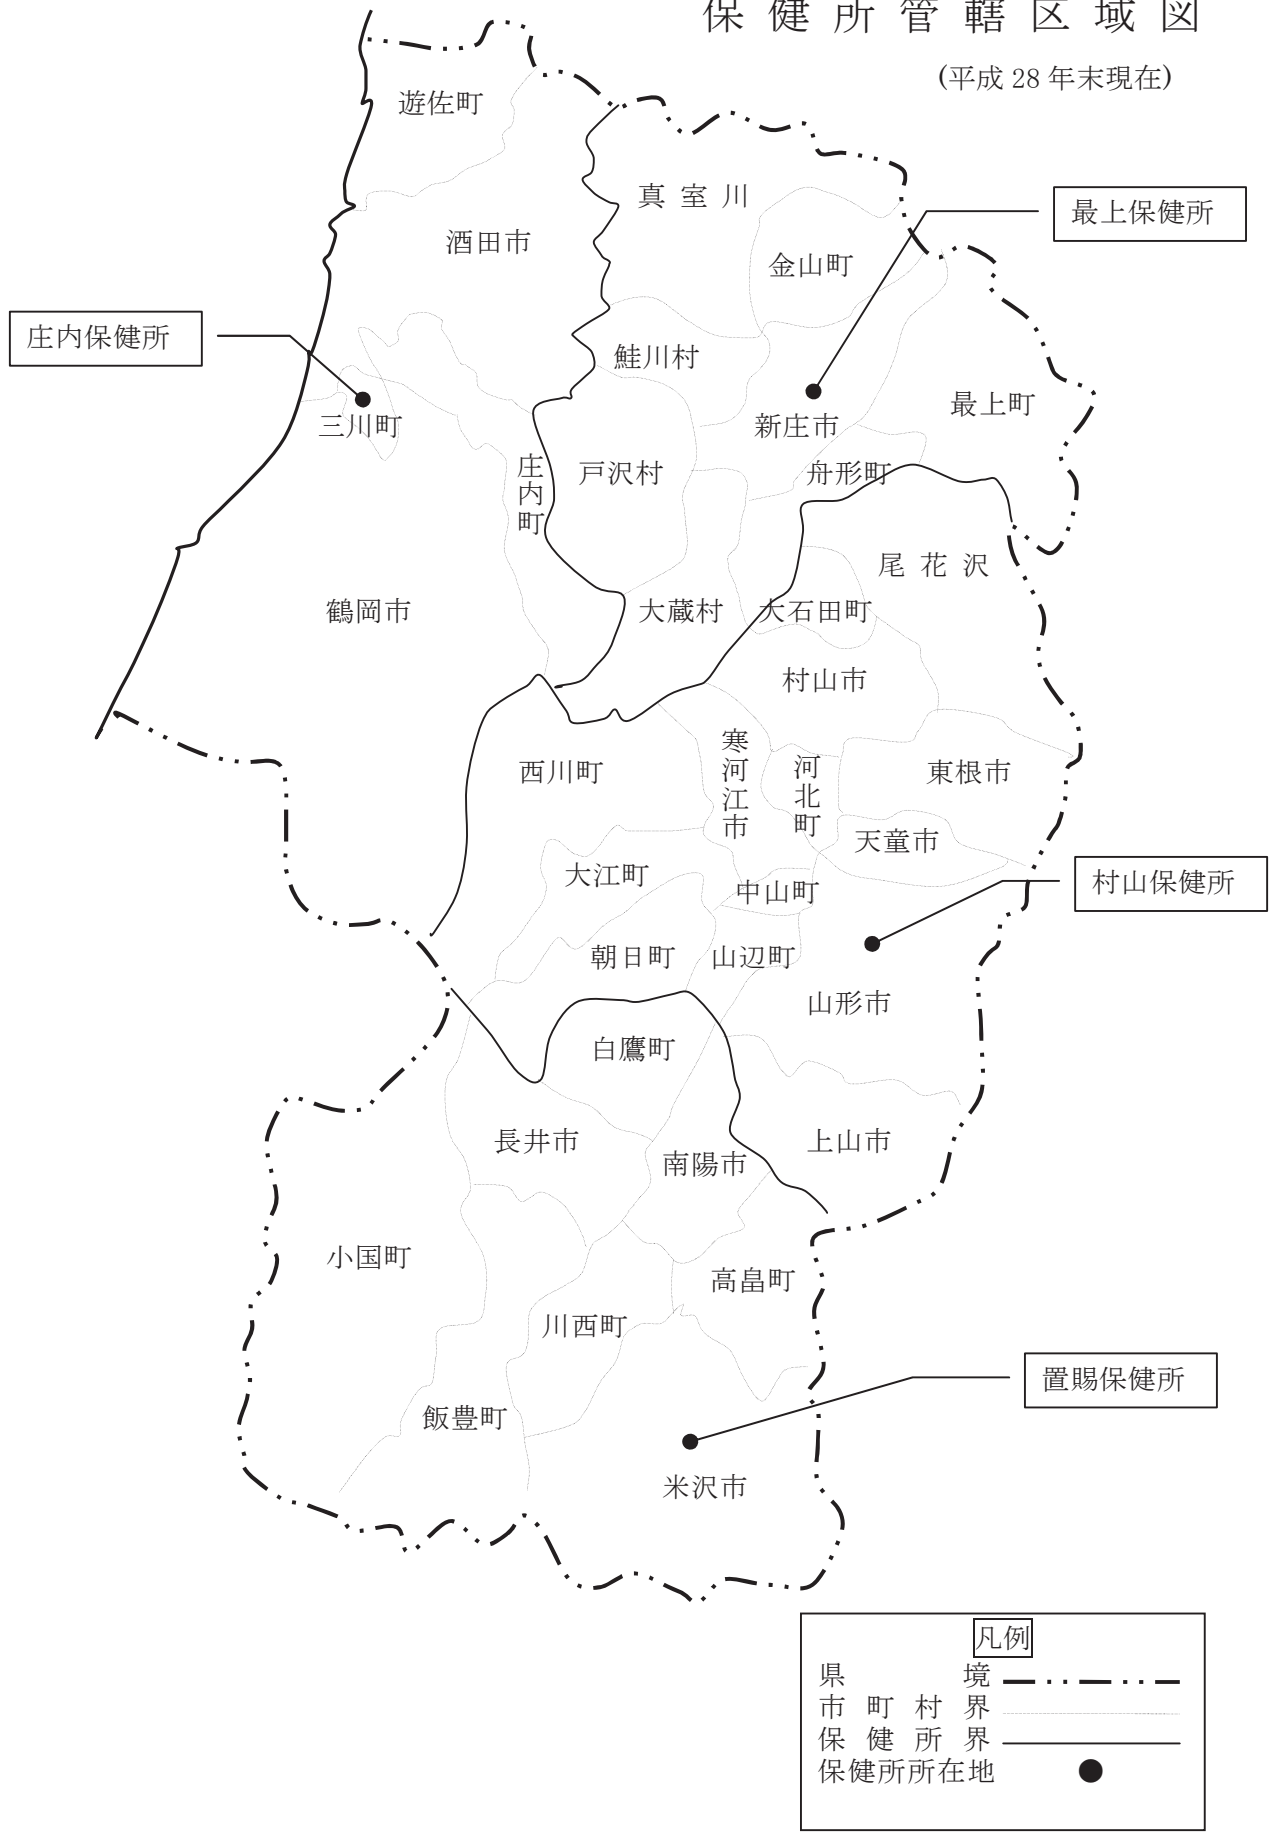 保健所管轄区域図
(平成 28 年末現在)
遊佐町
真室川
最上保健所
酒田市
金山町
庄内保健所
鮭川村
最上町
三川町
新庄市
庄内町
戸沢村
舟形町
尾花沢
鶴岡市
大蔵村
大石田町
村山市
寒河江市
河北町
西川町
東根市
天童市
大江町
中山町
村山保健所
朝日町
山辺町
山形市
白鷹町
長井市
南陽市
上山市
小国町
高畠町
川西町
置賜保健所
飯豊町
米沢市
凡例
県境
市町村界
保健所界
保健所所在地